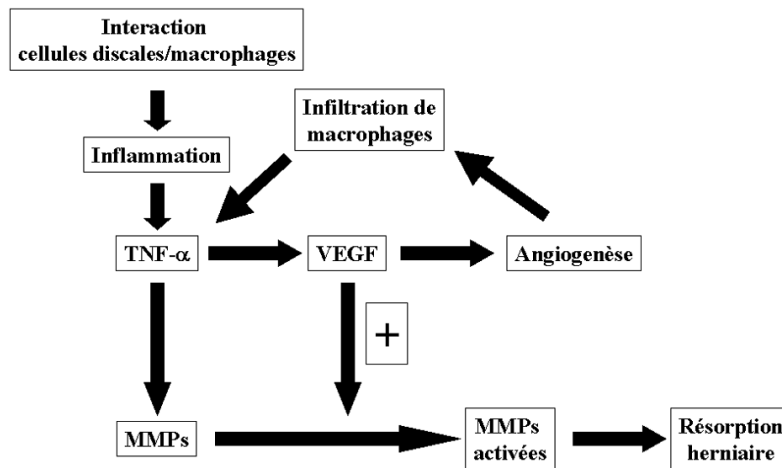 Interaction
cellules discales/macrophages
Infiltration de
macrophages
Inflammation
TNF-α
VEGF
Angiogenèse
+
MMPs
MMPs
activées
Résorption
herniaire